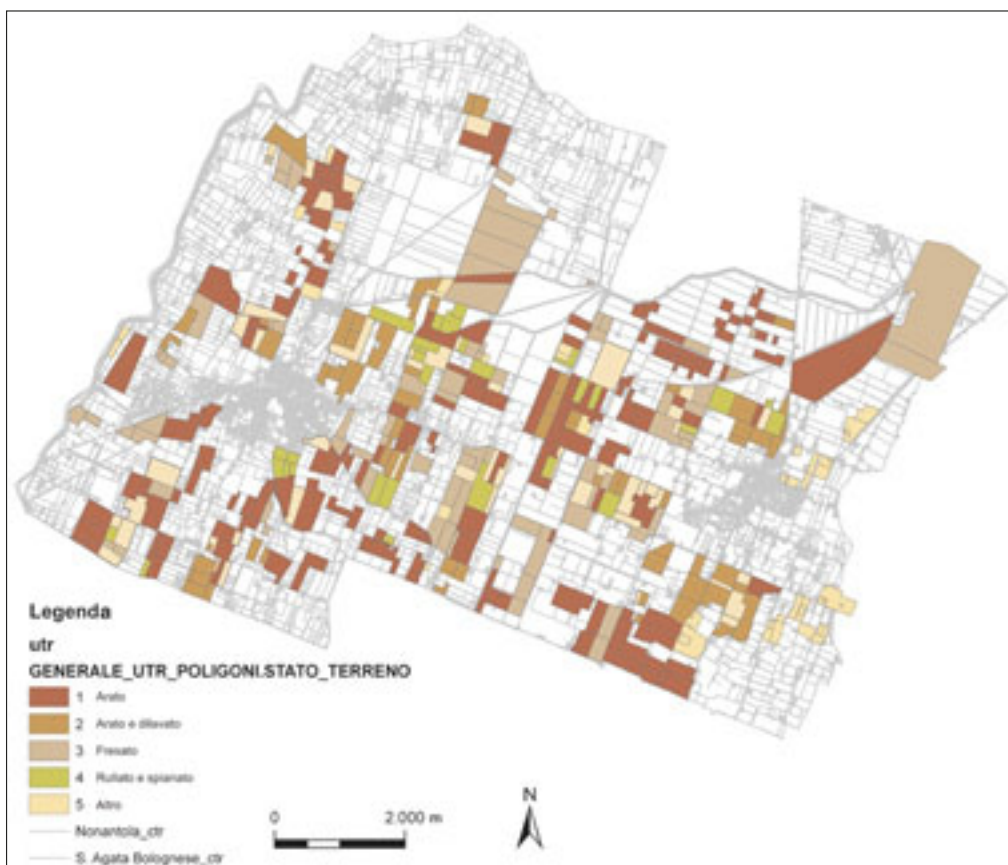 Legenda
utr
GENERALE_UTR_POLIGONI.STATO_TERRENO
1 Arato
2 Arato e dilavato
3 Fresato
4 Rullato e spianato
5 Altro
Nonantola_ctr
S. Agata Bolognese_ctr
0 2.000 m
N